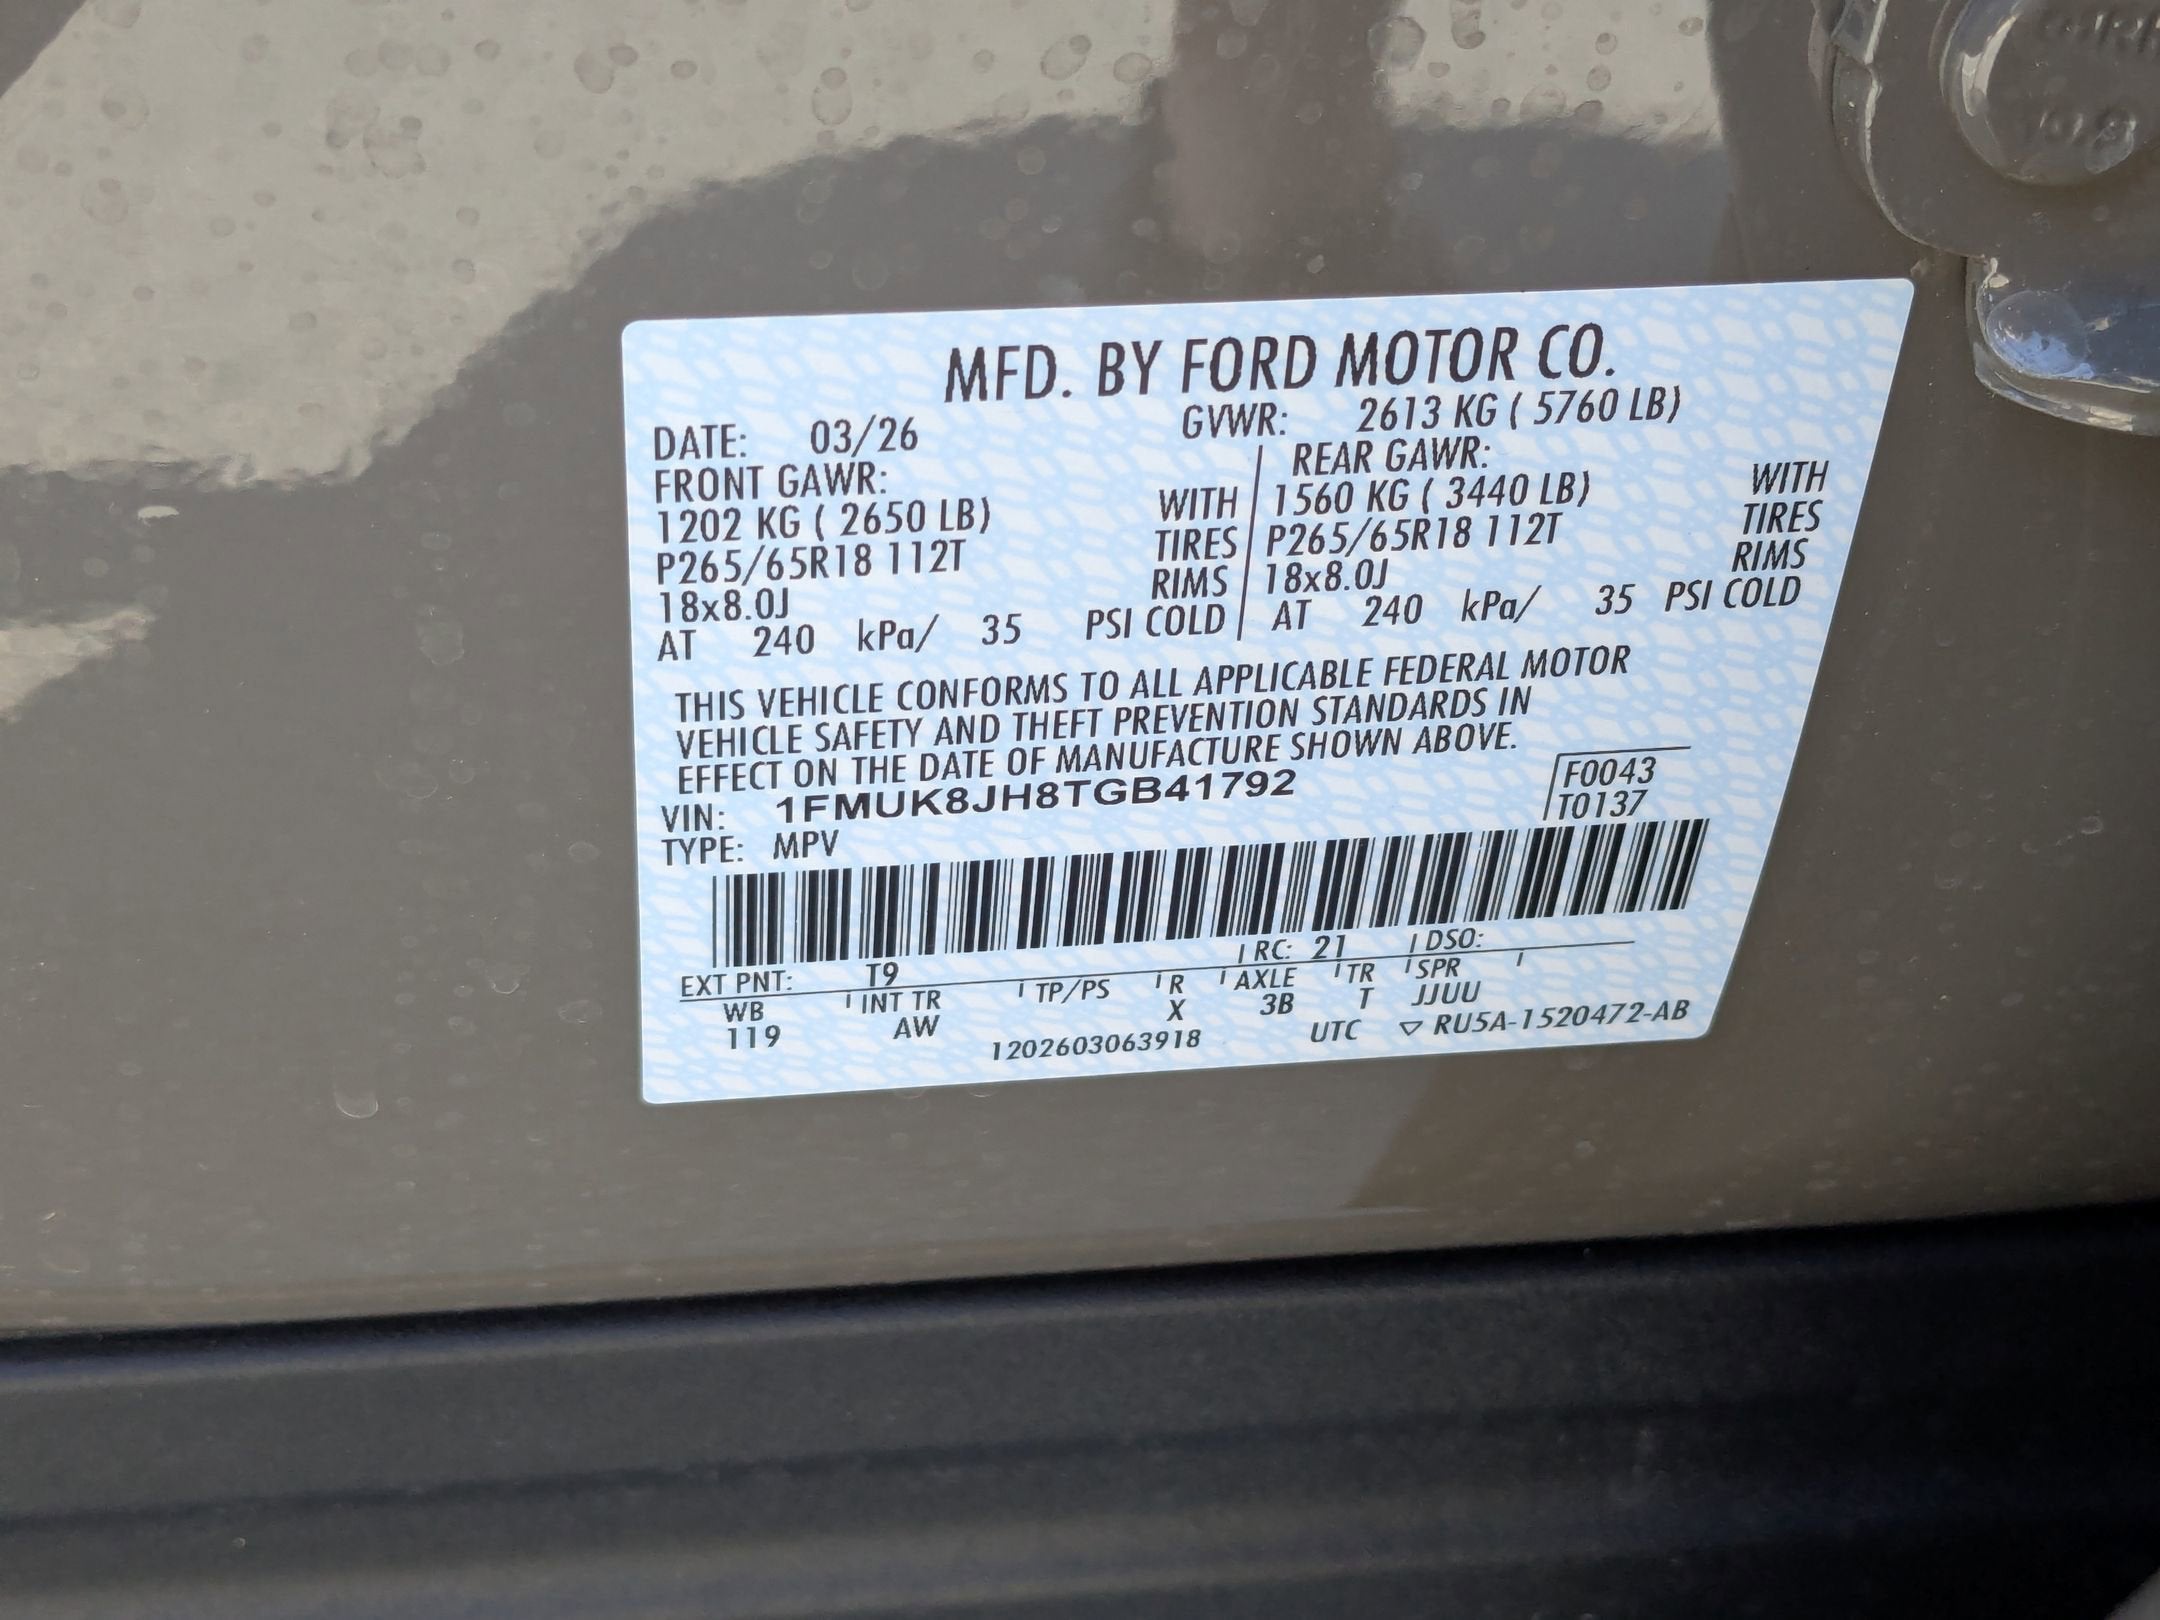 MFD. BY FORD MOTOR CO.
DATE: 03/26 GVWR: 2613 KG ( 5760 LB)
FRONT GAWR: REAR GAWR:
1202 KG ( 2650 LB) WITH 1560 KG ( 3440 LB) WITH
P265/65R18 112T TIRES P265/65R18 112T TIRES
18x8.0J RIMS 18x8.0J RIMS
AT 240 kPa/ 35 PSI COLD AT 240 kPa/ 35 PSI COLD
THIS VEHICLE CONFORMS TO ALL APPLICABLE FEDERAL MOTOR
VEHICLE SAFETY AND THEFT PREVENTION STANDARDS IN
EFFECT ON THE DATE OF MANUFACTURE SHOWN ABOVE.
VIN: 1FMUK8JH8TGB41792 F0043
TYPE: MPV T0137
EXT PNT: T9 RC: 21 DSO:
WB INT TR TP/PS R AXLE TR SPR
119 AW X 3B T JJUU
1202603063918 UTC ▽ RU5A-1520472-AB